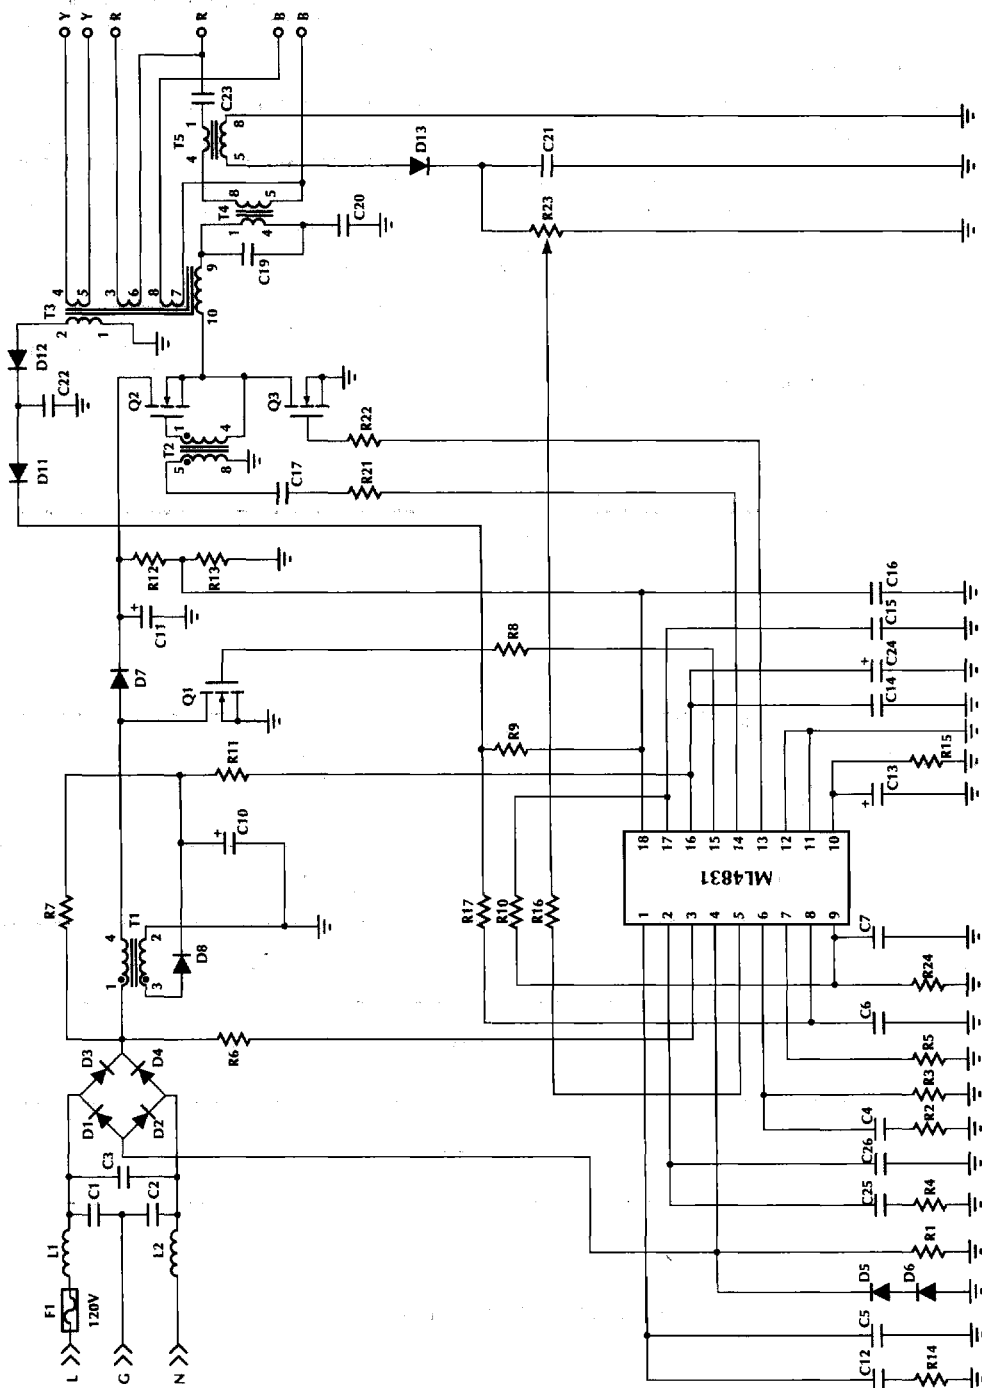 Y
Y
R
R
B
B
C23
1
8
T5
4
5
D13
C21
R23
8
5
T4
1
4
C20
C19
9
10
4
5
3
6
8
7
T3
2
1
D12
C22
D11
Q2
Q3
1
4
T2
5
8
R22
R21
C17
R12
R13
C11
+
D7
Q1
R8
R9
R11
C10
+
R7
T1
4
1
2
3
D8
R17
R10
R16
C16
C15
C24
+
C14
R15
C13
+
18
17
16
15
14
13
12
11
10
ML4831
1
2
3
4
5
6
7
8
9
C7
R24
C6
R5
R3
R2
C4
C26
C25
R4
R1
D5
D6
C5
C12
R14
R6
D3
D4
D1
D2
C3
C1
C2
L1
L2
F1
120V
L
G
N